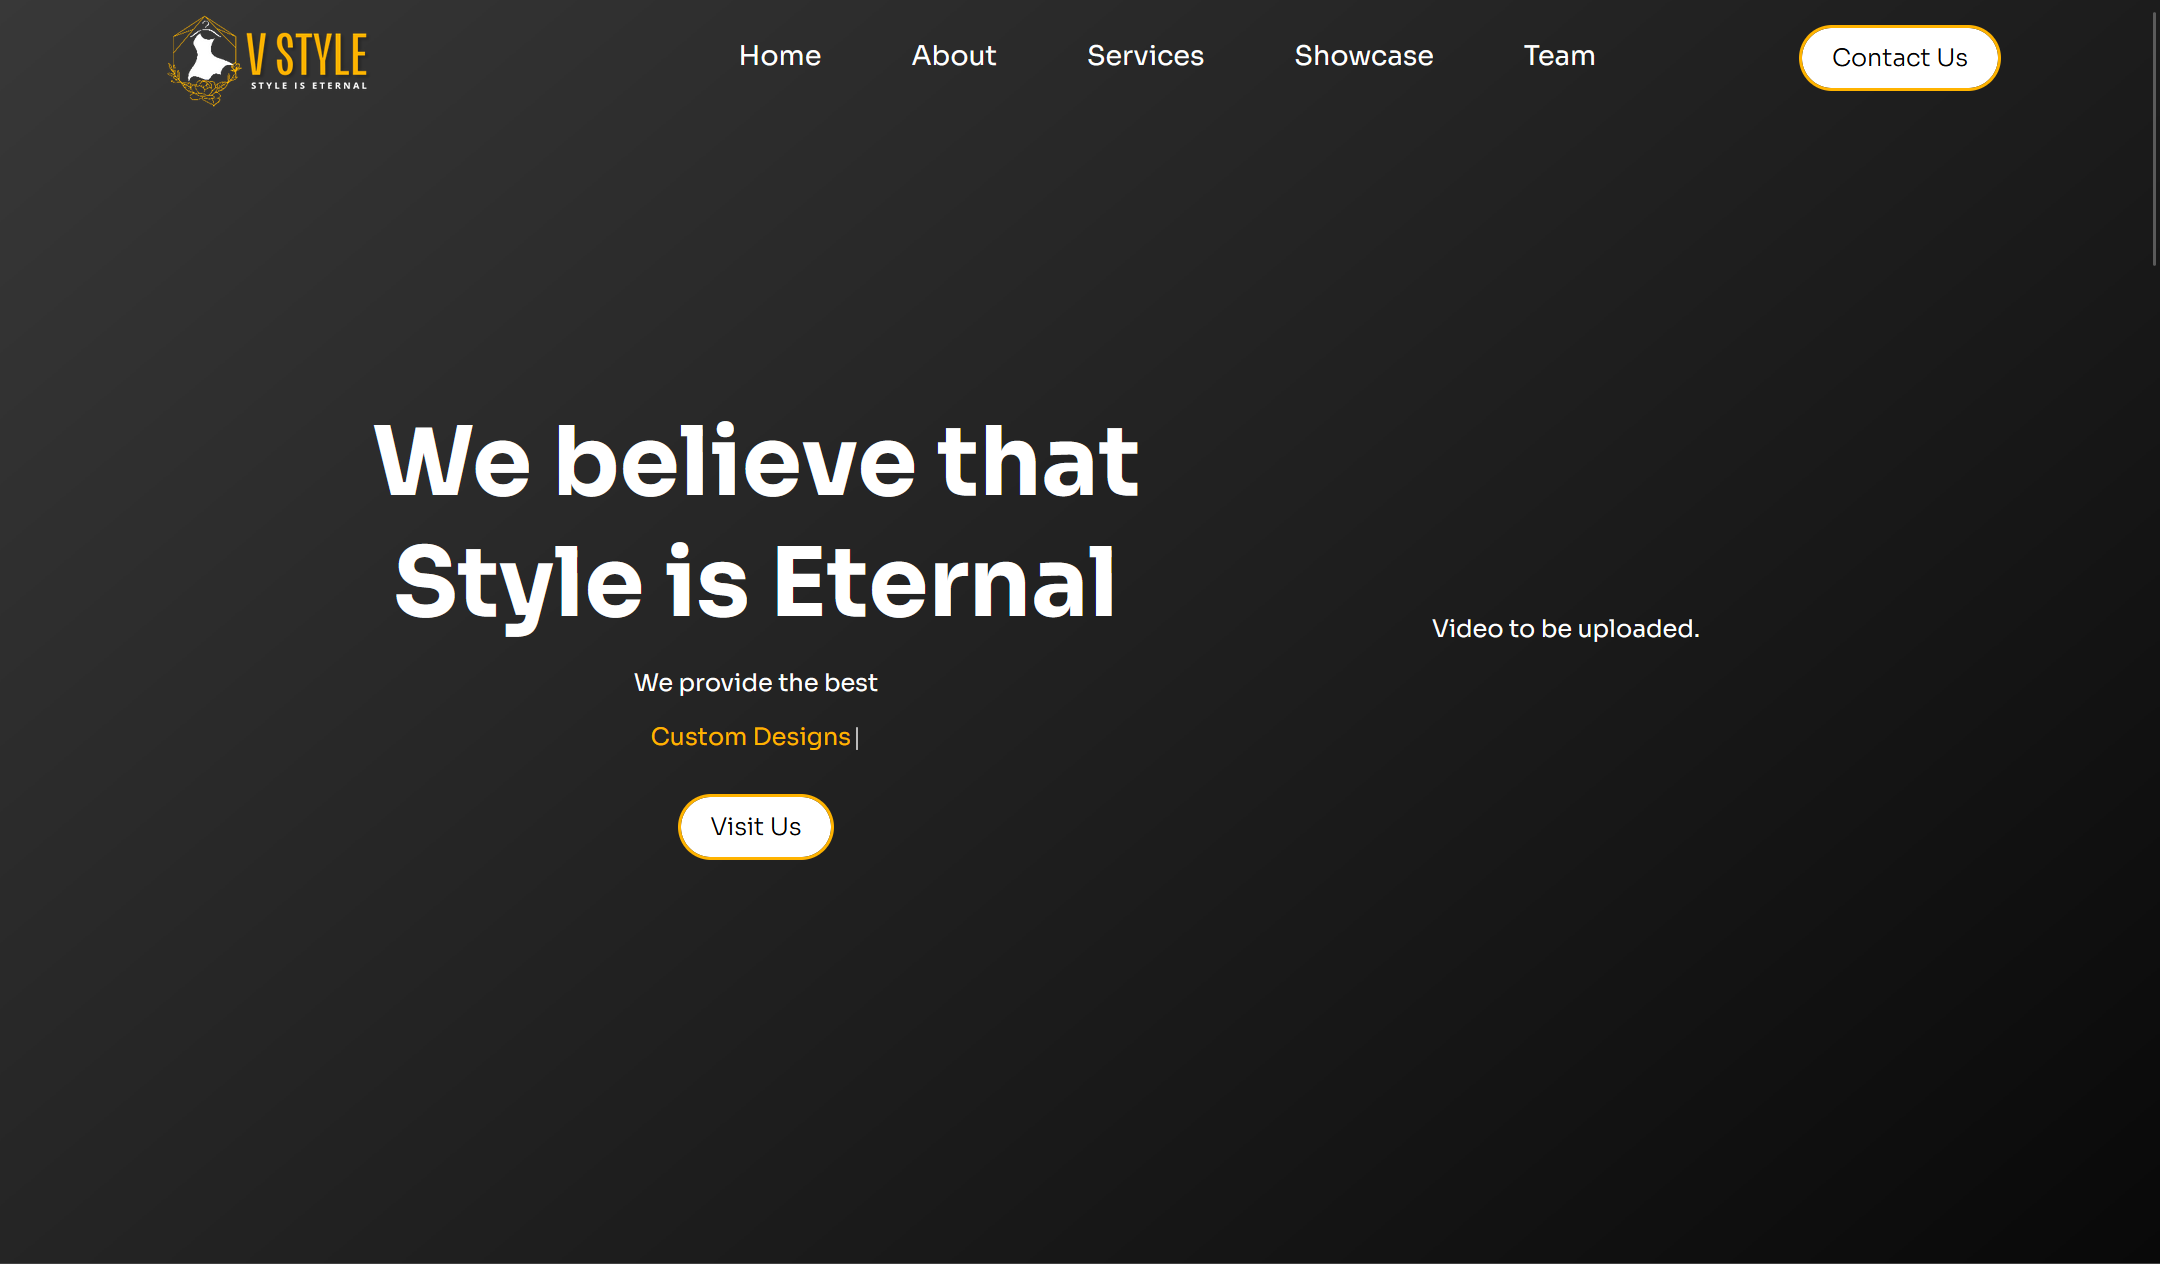 V STYLE
STYLE IS ETERNAL
Home
About
Services
Showcase
Team
Contact Us
We believe that
Style is Eternal
We provide the best
Custom Designs|
Visit Us
Video to be uploaded.